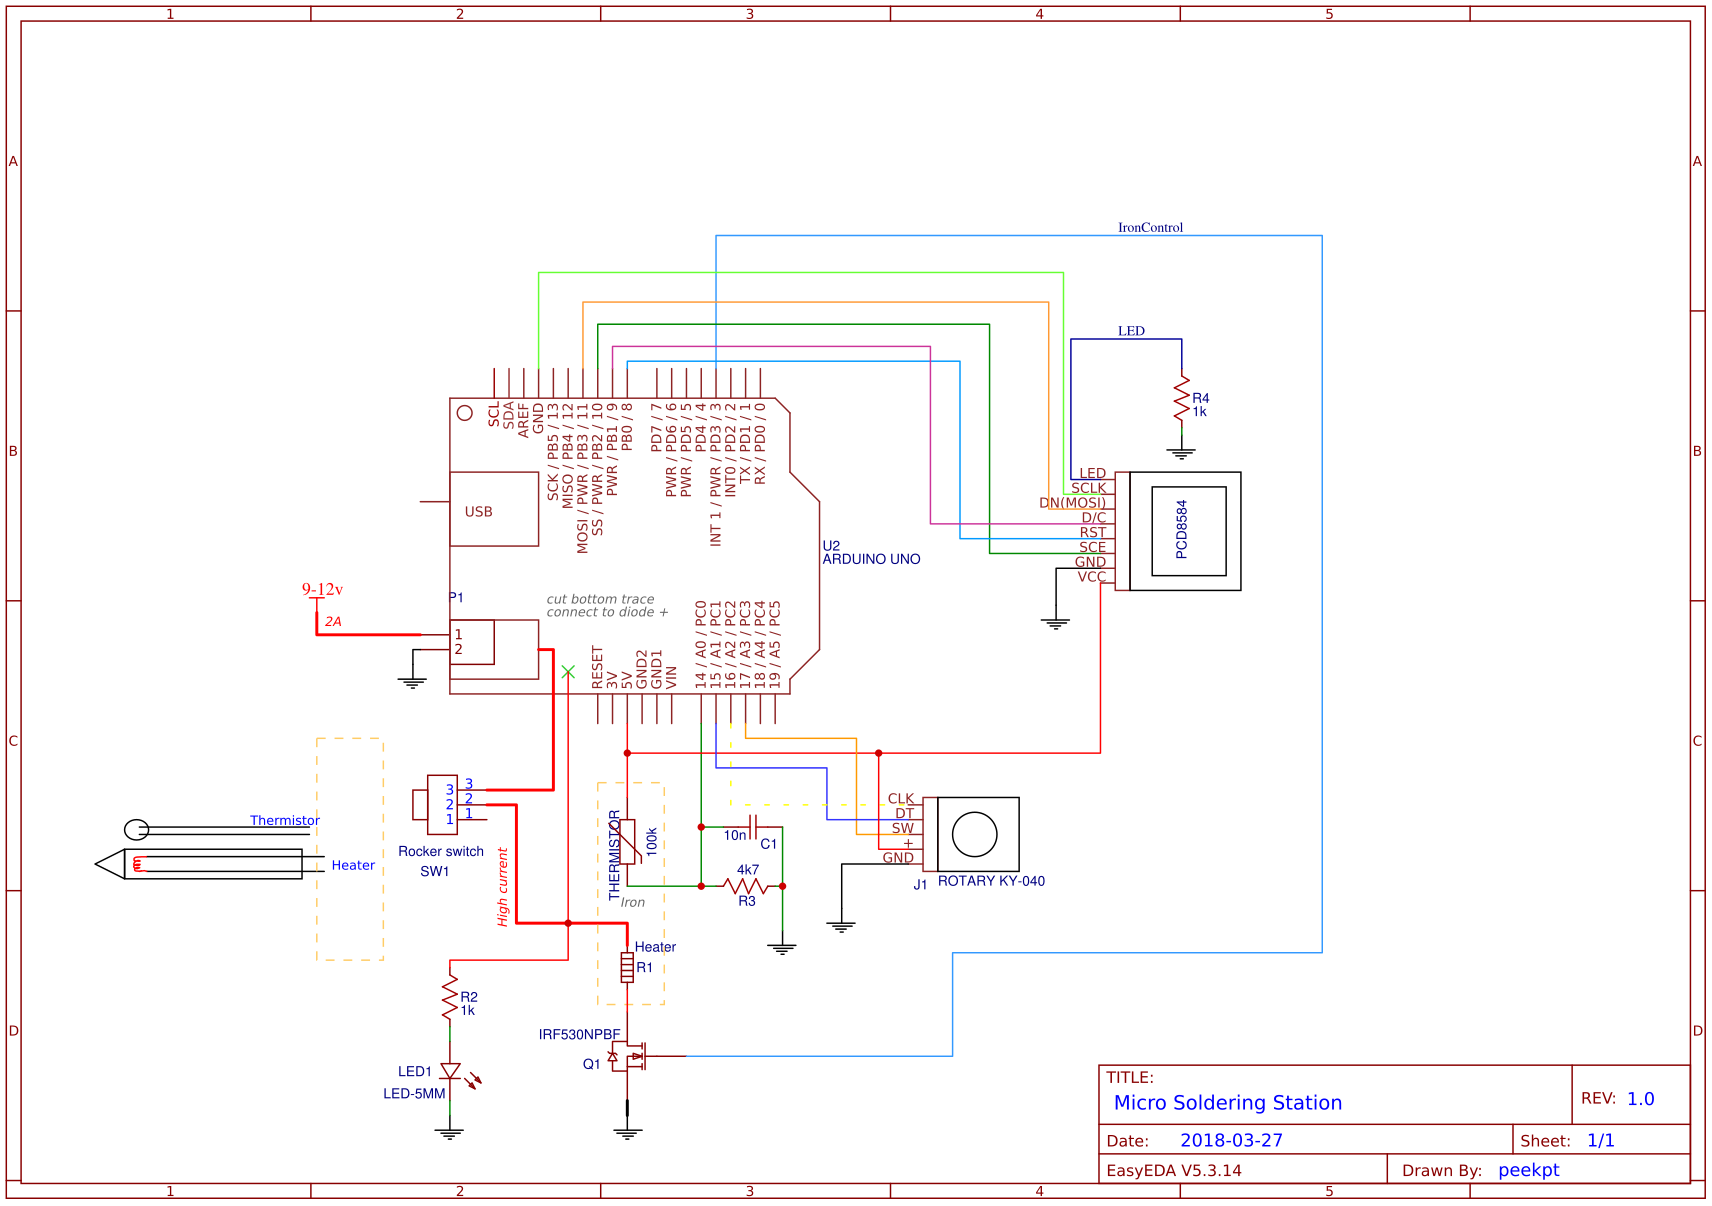 1 2 3 4 5
A A
B B
C C
D D
IronControl
LED
R4
1k
SCL
SDA
AREF
GND
SCK / PB5 / 13
MISO / PB4 / 12
MOSI / PWR / PB3 / 11
SS / PWR / PB2 / 10
PWR / PB1 / 9
PB0 / 8
PD7 / 7
PWR / PD6 / 6
PWR / PD5 / 5
PD4 / 4
INT 1 / PWR / PD3 / 3
INT0 / PD2 / 2
TX / PD1 / 1
RX / PD0 / 0
USB
U2
ARDUINO UNO
LED
SCLK
DN(MOSI)
D/C
RST
SCE
GND
VCC
PCD8584
9-12v
2A
P1
1
2
cut bottom trace
connect to diode +
RESET
3V
5V
GND2
GND1
VIN
14 / A0 / PC0
15 / A1 / PC1
16 / A2 / PC2
17 / A3 / PC3
18 / A4 / PC4
19 / A5 / PC5
3 3
2 2
1 1
Rocker switch
SW1
Thermistor
Heater
High current
THERMISTOR
100k
Iron
10n
C1
4k7
R3
CLK
DT
SW
+
GND
J1
ROTARY KY-040
Heater
R1
R2
1k
IRF530NPBF
Q1
LED1
LED-5MM
TITLE:
Micro Soldering Station
REV: 1.0
Date: 2018-03-27
Sheet: 1/1
EasyEDA V5.3.14
Drawn By: peekpt
1 2 3 4 5